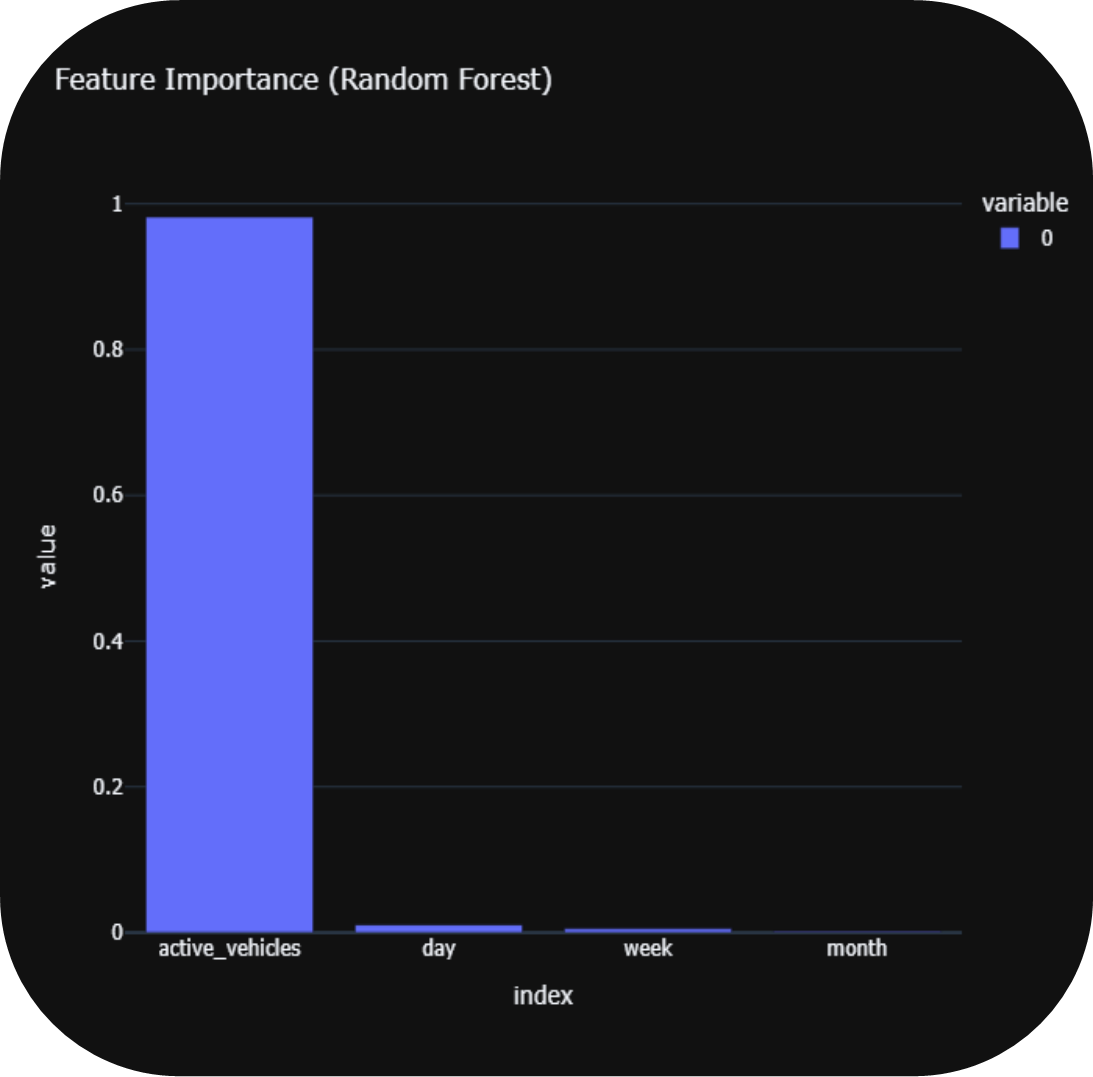 Feature Importance (Random Forest)
variable
0
1
0.8
0.6
0.4
0.2
0
value
active_vehicles day week month
index